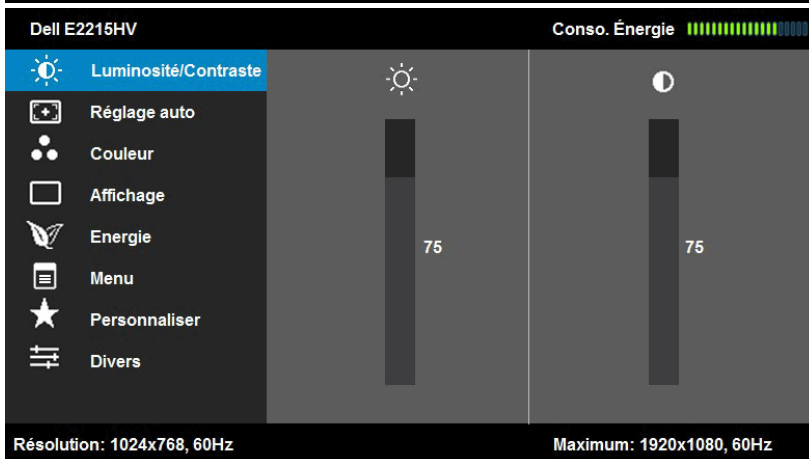 Dell E2215HV Conso. Énergie
Luminosité/Contraste
Réglage auto
Couleur
Affichage
Energie
75 75
Menu
Personnaliser
Divers
Résolution: 1024x768, 60Hz Maximum: 1920x1080, 60Hz